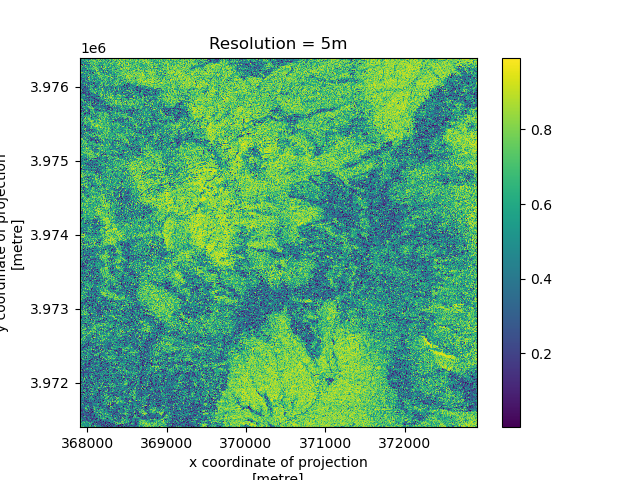 Resolution = 5m
1e6
3.976
3.975
3.974
3.973
3.972
y coordinate of projection
[metre]
368000 369000 370000 371000 372000
x coordinate of projection
[metre]
0.8
0.6
0.4
0.2